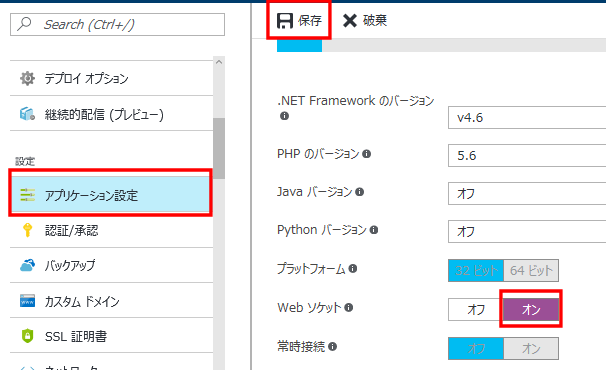 Search (Ctrl+/)
デプロイ オプション
継続的配信 (プレビュー)
設定
アプリケーション設定
認証/承認
バックアップ
カスタム ドメイン
SSL 証明書
保存 破棄
.NET Framework のバージョン
v4.6
PHP のバージョン 5.6
Java バージョン オフ
Python バージョン オフ
プラットフォーム 32 ビット 64 ビット
Web ソケット オフ オン
常時接続 オフ オン